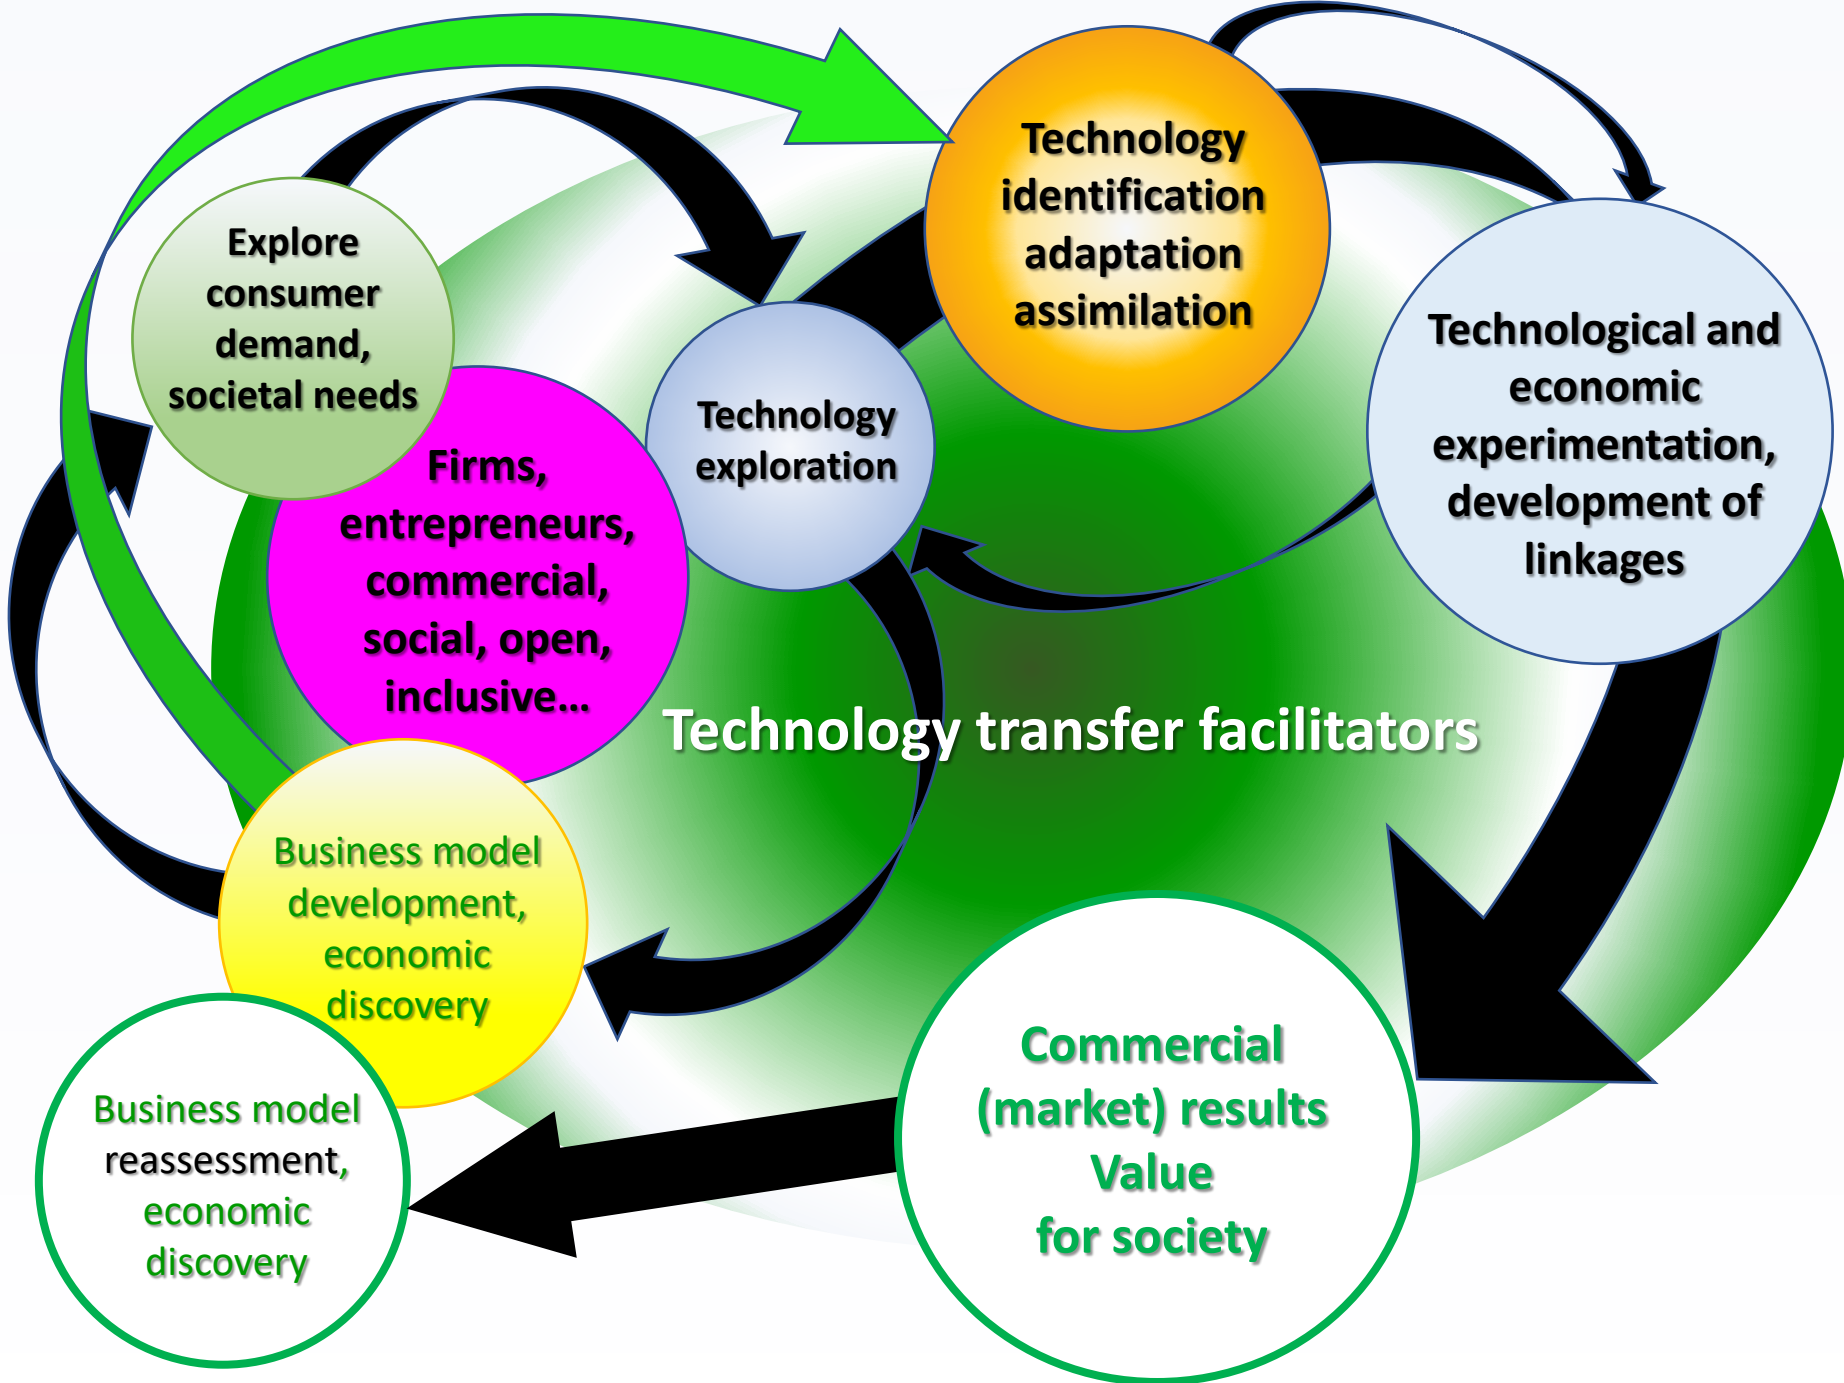 Explore
consumer
demand,
societal needs
Technology
identification
adaptation
assimilation
Technological and
economic
experimentation,
development of
linkages
Technology
exploration
Firms,
entrepreneurs,
commercial,
social, open,
inclusive...
Technology transfer facilitators
Business model
development,
economic
discovery
Business model
reassessment,
economic
discovery
Commercial
(market) results
Value
for society